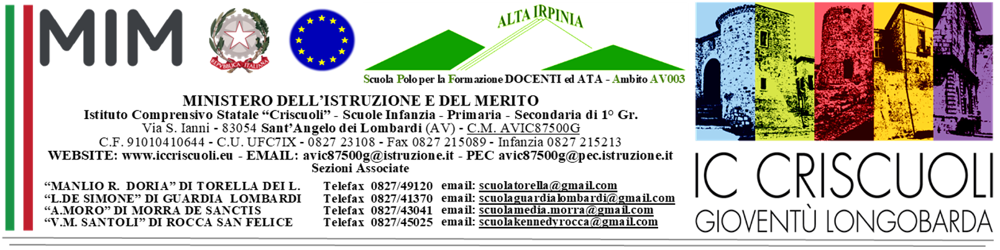 MIM
REPVBBLICA ITALIANA
ALTA IRPINIA
Scuola Polo per la Formazione DOCENTI ed ATA - Ambito AV003
MINISTERO DELL’ISTRUZIONE E DEL MERITO
Istituto Comprensivo Statale “Criscuoli” - Scuole Infanzia - Primaria - Secondaria di 1° Gr.
Via S. Ianni - 83054 Sant’Angelo dei Lombardi (AV) - C.M. AVIC87500G
C.F. 91010410644 - C.U. UFC7IX - 0827 23108 - Fax 0827 215089 - Infanzia 0827 215213
WEBSITE: www.iccriscuoli.eu - EMAIL: avic87500g@istruzione.it - PEC avic87500g@pec.istruzione.it
Sezioni Associate
“MANLIO R. DORIA” DI TORELLA DEI L. Telefax 0827/49120 email: scuolatorella@gmail.com
“L.DE SIMONE” DI GUARDIA LOMBARDI Telefax 0827/41370 email: scuolaguardialombardi@gmail.com
“A.MORO” DI MORRA DE SANCTIS Telefax 0827/43041 email: scuolamedia.morra@gmail.com
“V.M. SANTOLI” DI ROCCA SAN FELICE Telefax 0827/45025 email: scuolakennedyrocca@gmail.com
IC CRISCUOLI
GIOVENTÙ LONGOBARDA